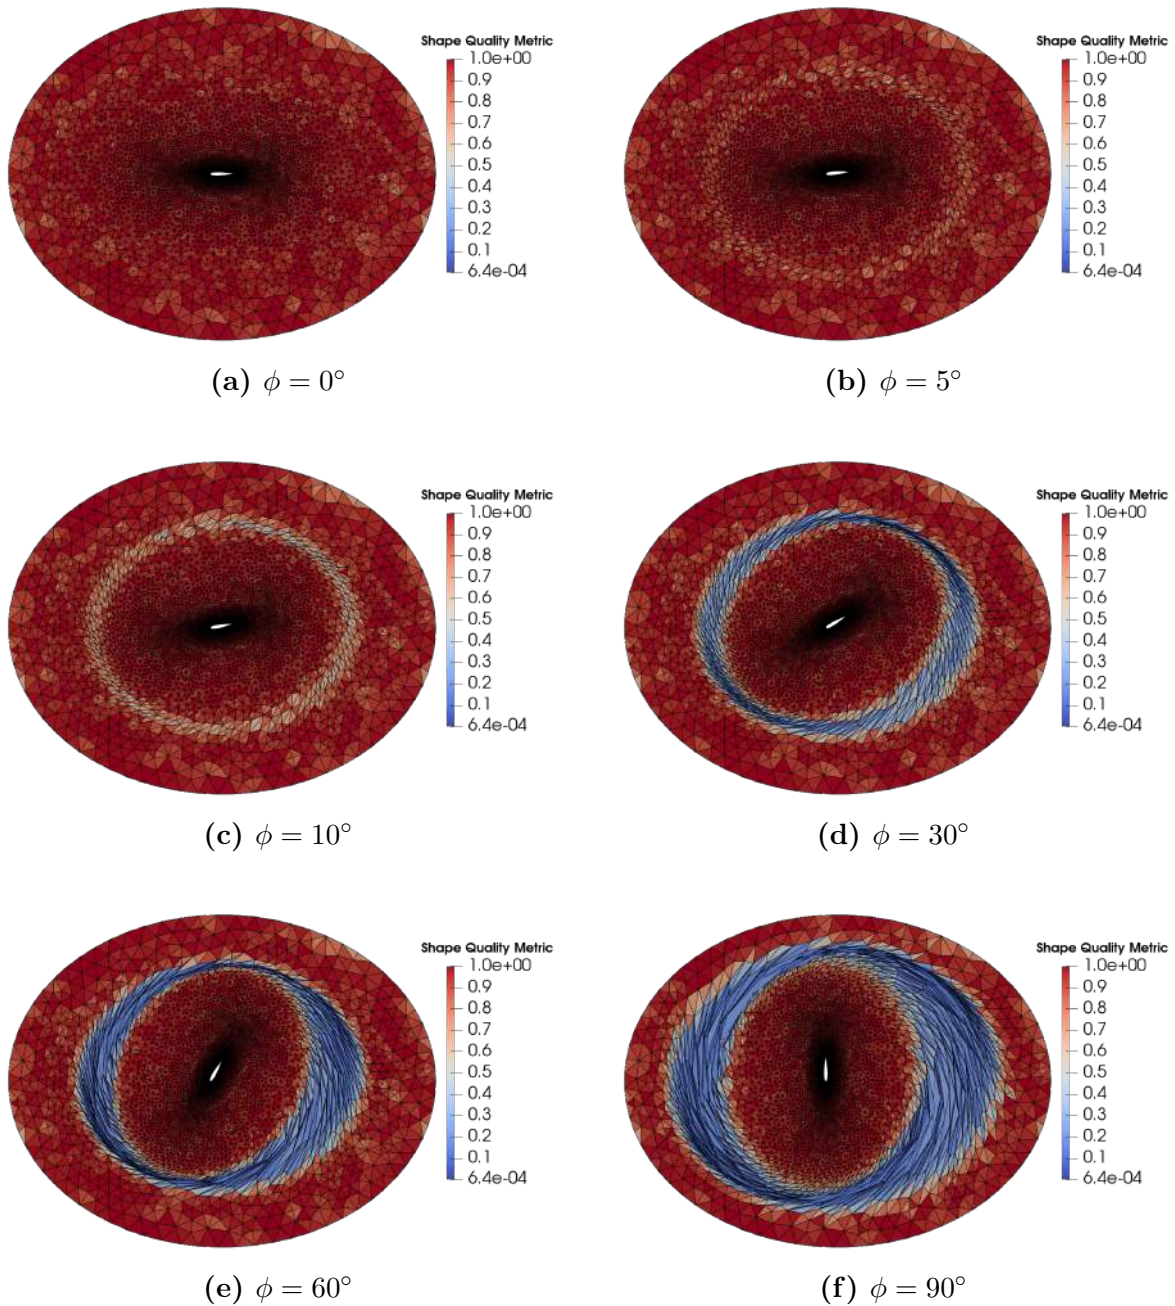 Shape Quality Metric
1.0e+00
0.9
0.8
0.7
0.6
0.5
0.4
0.3
0.2
0.1
6.4e-04
(a) ϕ = 0°
Shape Quality Metric
1.0e+00
0.9
0.8
0.7
0.6
0.5
0.4
0.3
0.2
0.1
6.4e-04
(b) ϕ = 5°
Shape Quality Metric
1.0e+00
0.9
0.8
0.7
0.6
0.5
0.4
0.3
0.2
0.1
6.4e-04
(c) ϕ = 10°
Shape Quality Metric
1.0e+00
0.9
0.8
0.7
0.6
0.5
0.4
0.3
0.2
0.1
6.4e-04
(d) ϕ = 30°
Shape Quality Metric
1.0e+00
0.9
0.8
0.7
0.6
0.5
0.4
0.3
0.2
0.1
6.4e-04
(e) ϕ = 60°
Shape Quality Metric
1.0e+00
0.9
0.8
0.7
0.6
0.5
0.4
0.3
0.2
0.1
6.4e-04
(f) ϕ = 90°